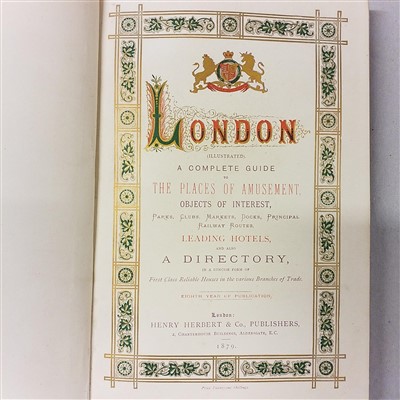 LONDON
(ILLUSTRATED).
A COMPLETE GUIDE
TO
THE PLACES OF AMUSEMENT,
OBJECTS OF INTEREST,
PARKS, CLUBS, MARKETS, DOCKS, PRINCIPAL
RAILWAY ROUTES,
LEADING HOTELS,
AND ALSO
A DIRECTORY,
IN A CONCISE FORM OF
First Class Reliable Houses in the various Branches of Trade.
EIGHTH YEAR OF PUBLICATION.
London:
HENRY HERBERT & Co., PUBLISHERS,
BUILDINGS, ALDERSGATE, E.C.
1879.